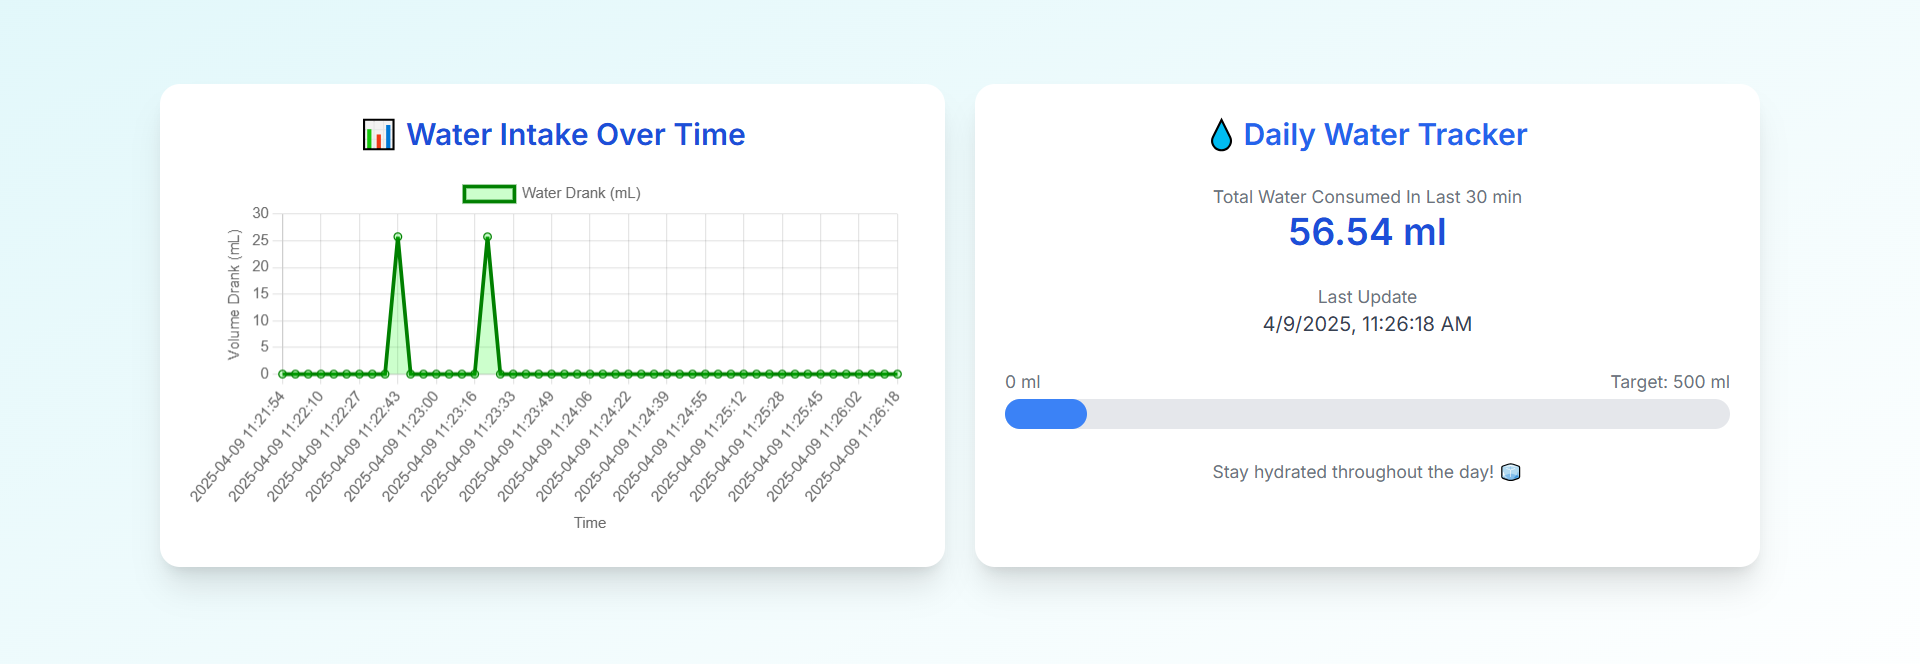 📊 Water Intake Over Time
Water Drank (mL)
Volume Drank (mL)
30
25
20
15
10
5
0
2025-04-09 11:21:54
2025-04-09 11:22:10
2025-04-09 11:22:27
2025-04-09 11:22:43
2025-04-09 11:23:00
2025-04-09 11:23:16
2025-04-09 11:23:33
2025-04-09 11:23:49
2025-04-09 11:24:06
2025-04-09 11:24:22
2025-04-09 11:24:39
2025-04-09 11:24:55
2025-04-09 11:25:12
2025-04-09 11:25:28
2025-04-09 11:25:45
2025-04-09 11:26:02
2025-04-09 11:26:18
Time
💧 Daily Water Tracker
Total Water Consumed In Last 30 min
56.54 ml
Last Update
4/9/2025, 11:26:18 AM
0 ml
Target: 500 ml
Stay hydrated throughout the day! 🧊